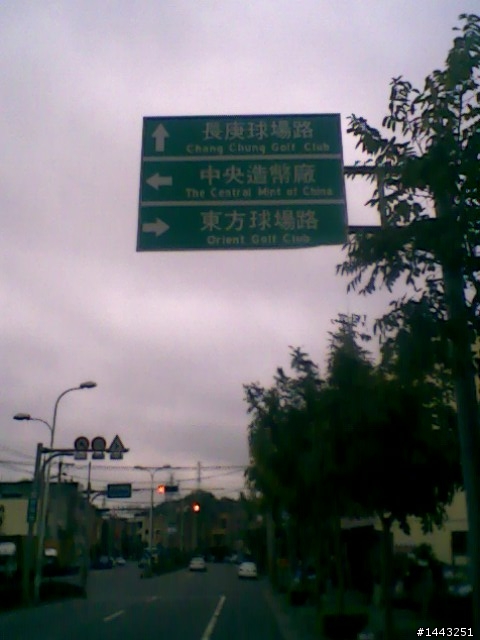 長庚球場路
Chang Chung Golf Club
中央造幣廠
The Central Mint of China
東方球場路
Orient Golf Club
#1443251